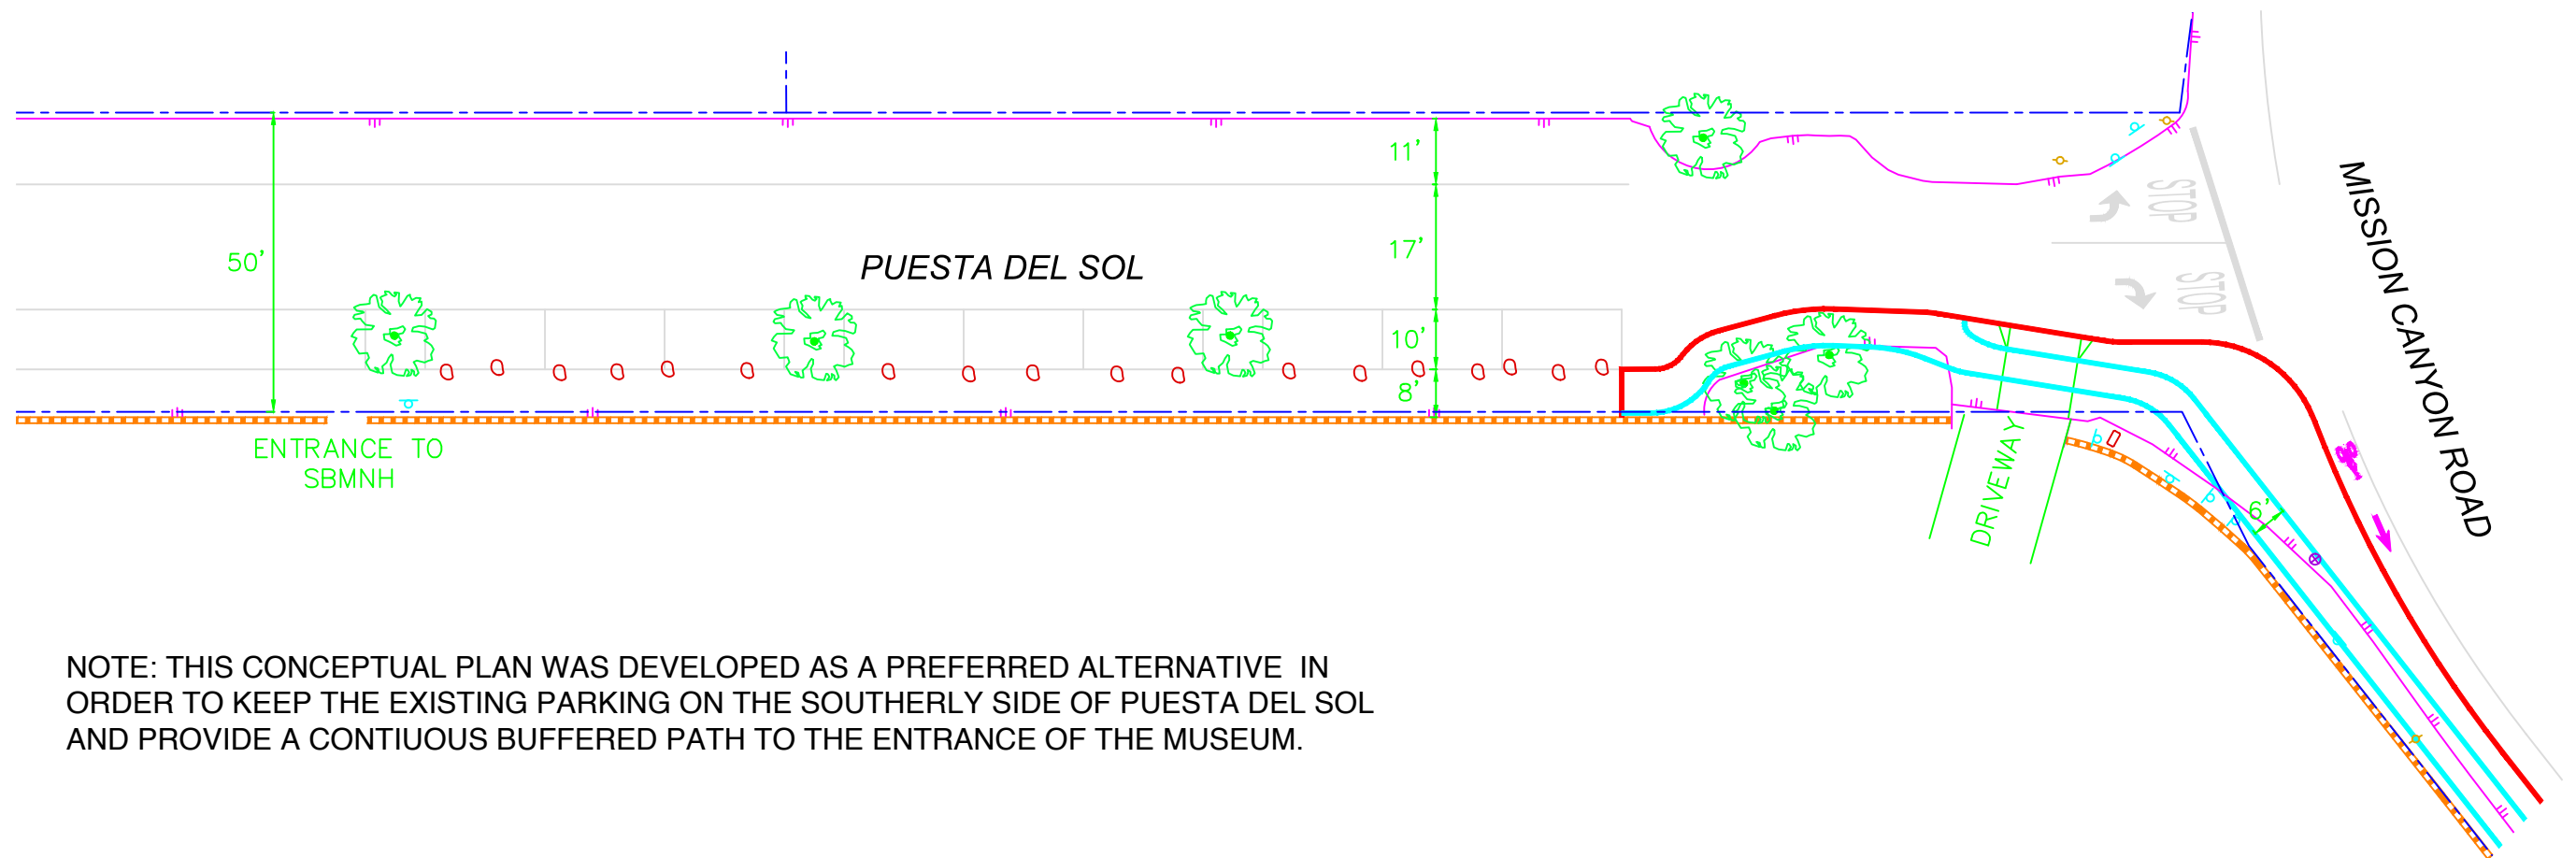 11'
50'
17'
PUESTA DEL SOL
10'
8'
ENTRANCE TO
SBMNH
STOP
STOP
MISSION CANYON ROAD
DRIVEWAY
6'
NOTE: THIS CONCEPTUAL PLAN WAS DEVELOPED AS A PREFERRED ALTERNATIVE IN
ORDER TO KEEP THE EXISTING PARKING ON THE SOUTHERLY SIDE OF PUESTA DEL SOL
AND PROVIDE A CONTIUOUS BUFFERED PATH TO THE ENTRANCE OF THE MUSEUM.